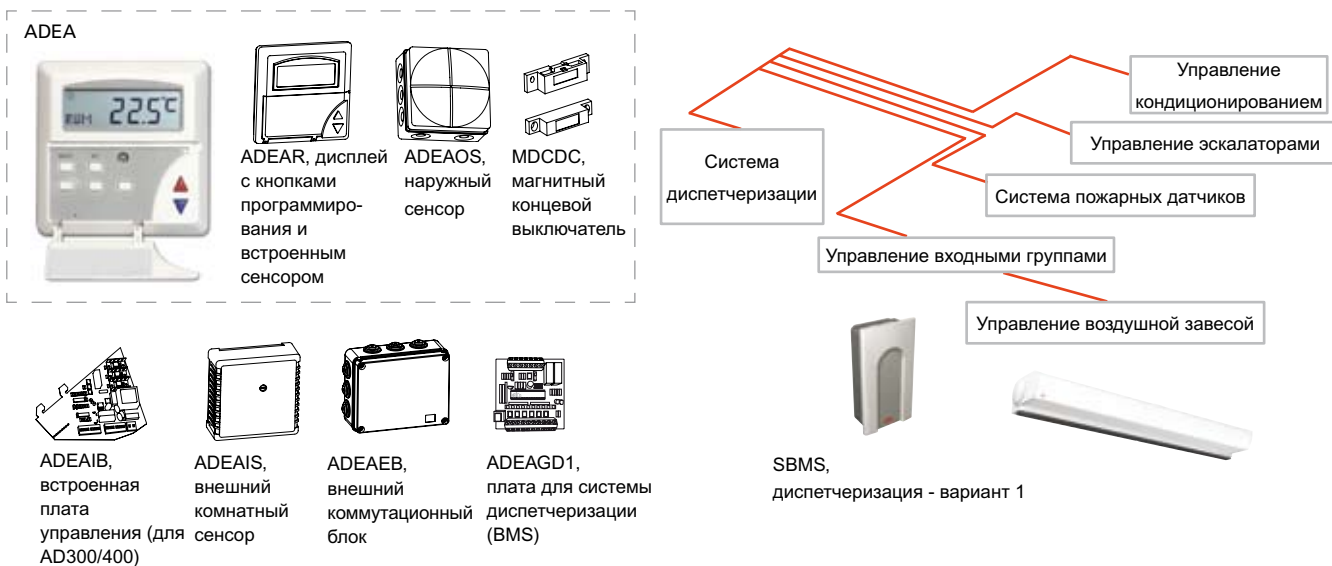 ADEA
22.5°C
ADEAR, дисплей
с кнопками
программиро-
вания и
встроенным
сенсором
ADEAOS,
наружный
сенсор
MDCDC,
магнитный
концевой
выключатель
ADEAIB,
встроенная
плата
управления (для
AD300/400)
ADEAIS,
внешний
комнатный
сенсор
ADEAEB,
внешний
коммутационный
блок
ADEAGD1,
плата для системы
диспетчеризации
(BMS)
Управление
кондиционированием
Управление эскалаторами
Система
диспетчеризации
Система пожарных датчиков
Управление входными группами
Управление воздушной завесой
SBMS,
диспетчеризация - вариант 1